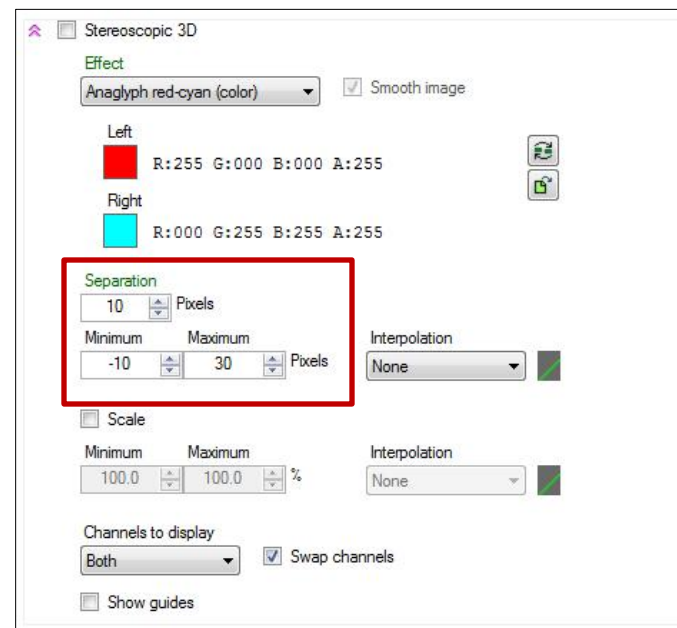 Stereoscopic 3D
Effect
Anaglyph red-cyan (color) Smooth image
Left
R:255 G:000 B:000 A:255
Right
R:000 G:255 B:255 A:255
Separation
10 Pixels
Minimum Maximum Interpolation
-10 30 Pixels None
Scale
Minimum Maximum Interpolation
100.0 100.0 % None
Channels to display
Both Swap channels
Show guides